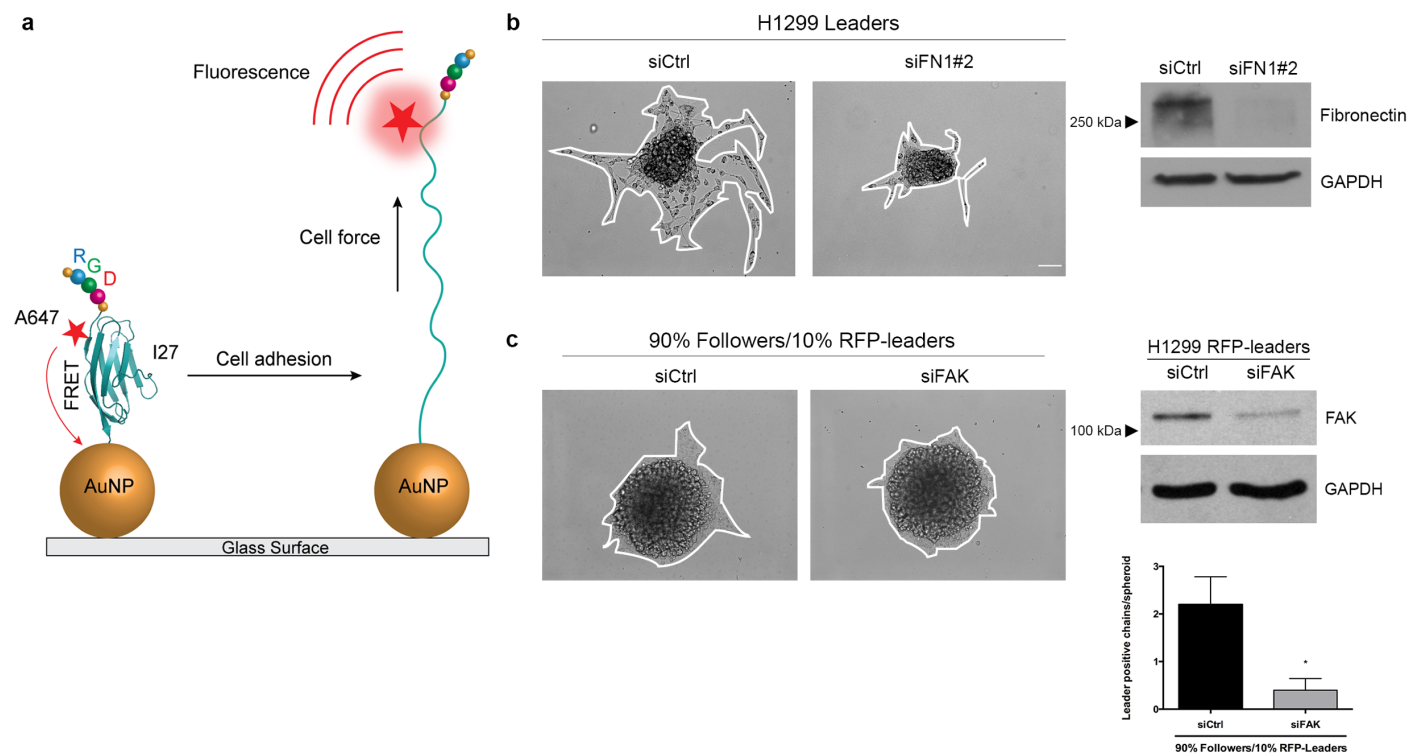 a
Fluorescence
Cell force
R
G
D
A647
I27
FRET
Cell adhesion
AuNP
AuNP
Glass Surface
b
H1299 Leaders
siCtrl
siFN1#2
siCtrl
siFN1#2
250 kDa
Fibronectin
GAPDH
c
90% Followers/10% RFP-leaders
siCtrl
siFAK
H1299 RFP-leaders
siCtrl
siFAK
100 kDa
FAK
GAPDH
Leader positive chains/spheroid
3
2
1
0
*
siCtrl
siFAK
90% Followers/10% RFP-Leaders